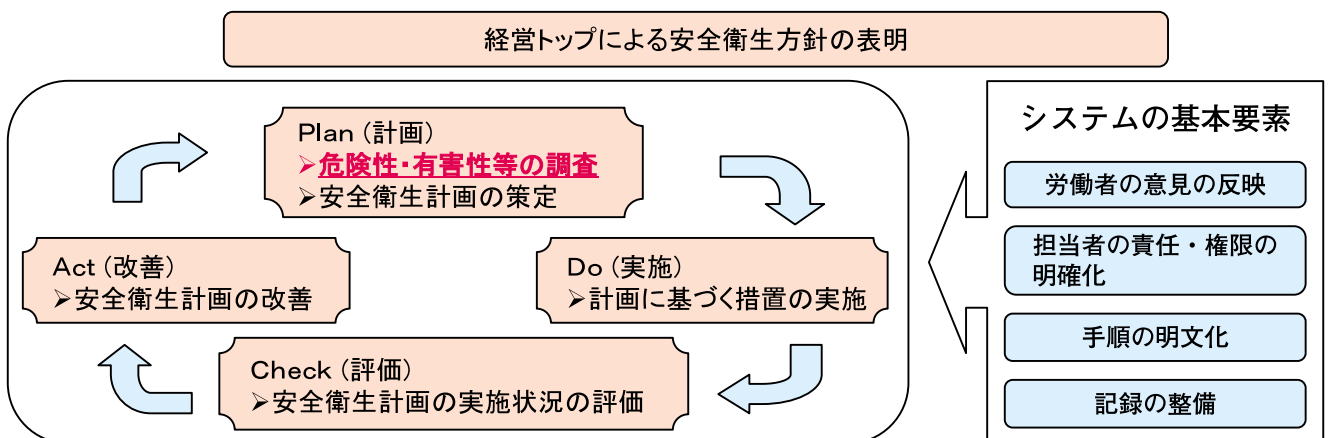 経営トップによる安全衛生方針の表明
Plan（計画）
➢危険性・有害性等の調査
➢安全衛生計画の策定
Do（実施）
➢計画に基づく措置の実施
Check（評価）
➢安全衛生計画の実施状況の評価
Act（改善）
➢安全衛生計画の改善
システムの基本要素
労働者の意見の反映
担当者の責任・権限の
明確化
手順の明文化
記録の整備